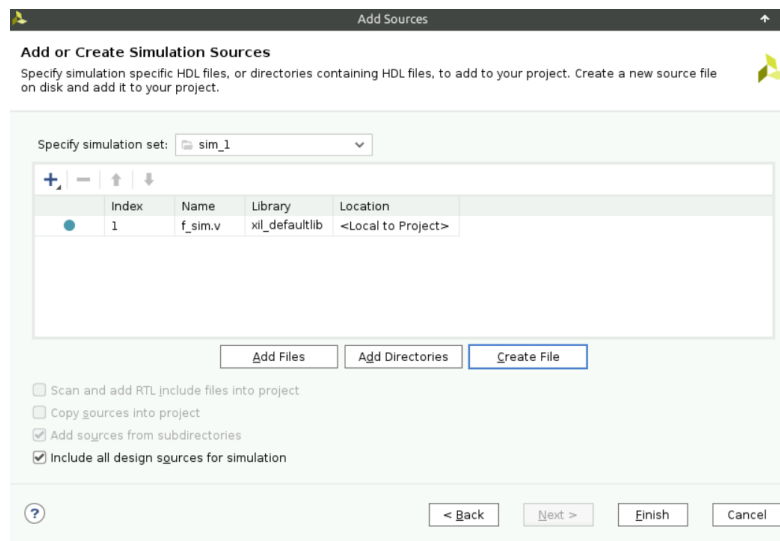 Add Sources
Add or Create Simulation Sources
Specify simulation specific HDL files, or directories containing HDL files, to add to your project. Create a new source file
on disk and add it to your project.
Specify simulation set: sim_1
Index Name Library Location
1 f_sim.v xil_defaultlib <Local to Project>
Add Files Add Directories Create File
Scan and add RTL include files into project
Copy sources into project
Add sources from subdirectories
Include all design sources for simulation
? < Back Next > Finish Cancel